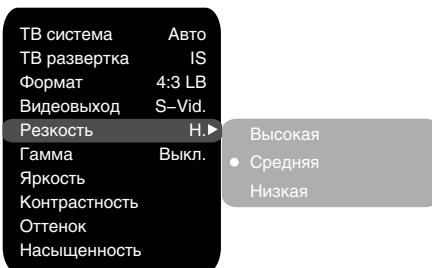 ТВ система Авто
ТВ развертка IS
Формат 4:3 LB
Видеовыход S–Vid.
Резкость Н.
Гамма Выкл.
Яркость
Контрастность
Оттенок
Насыщенность
Высокая
Средняя
Низкая